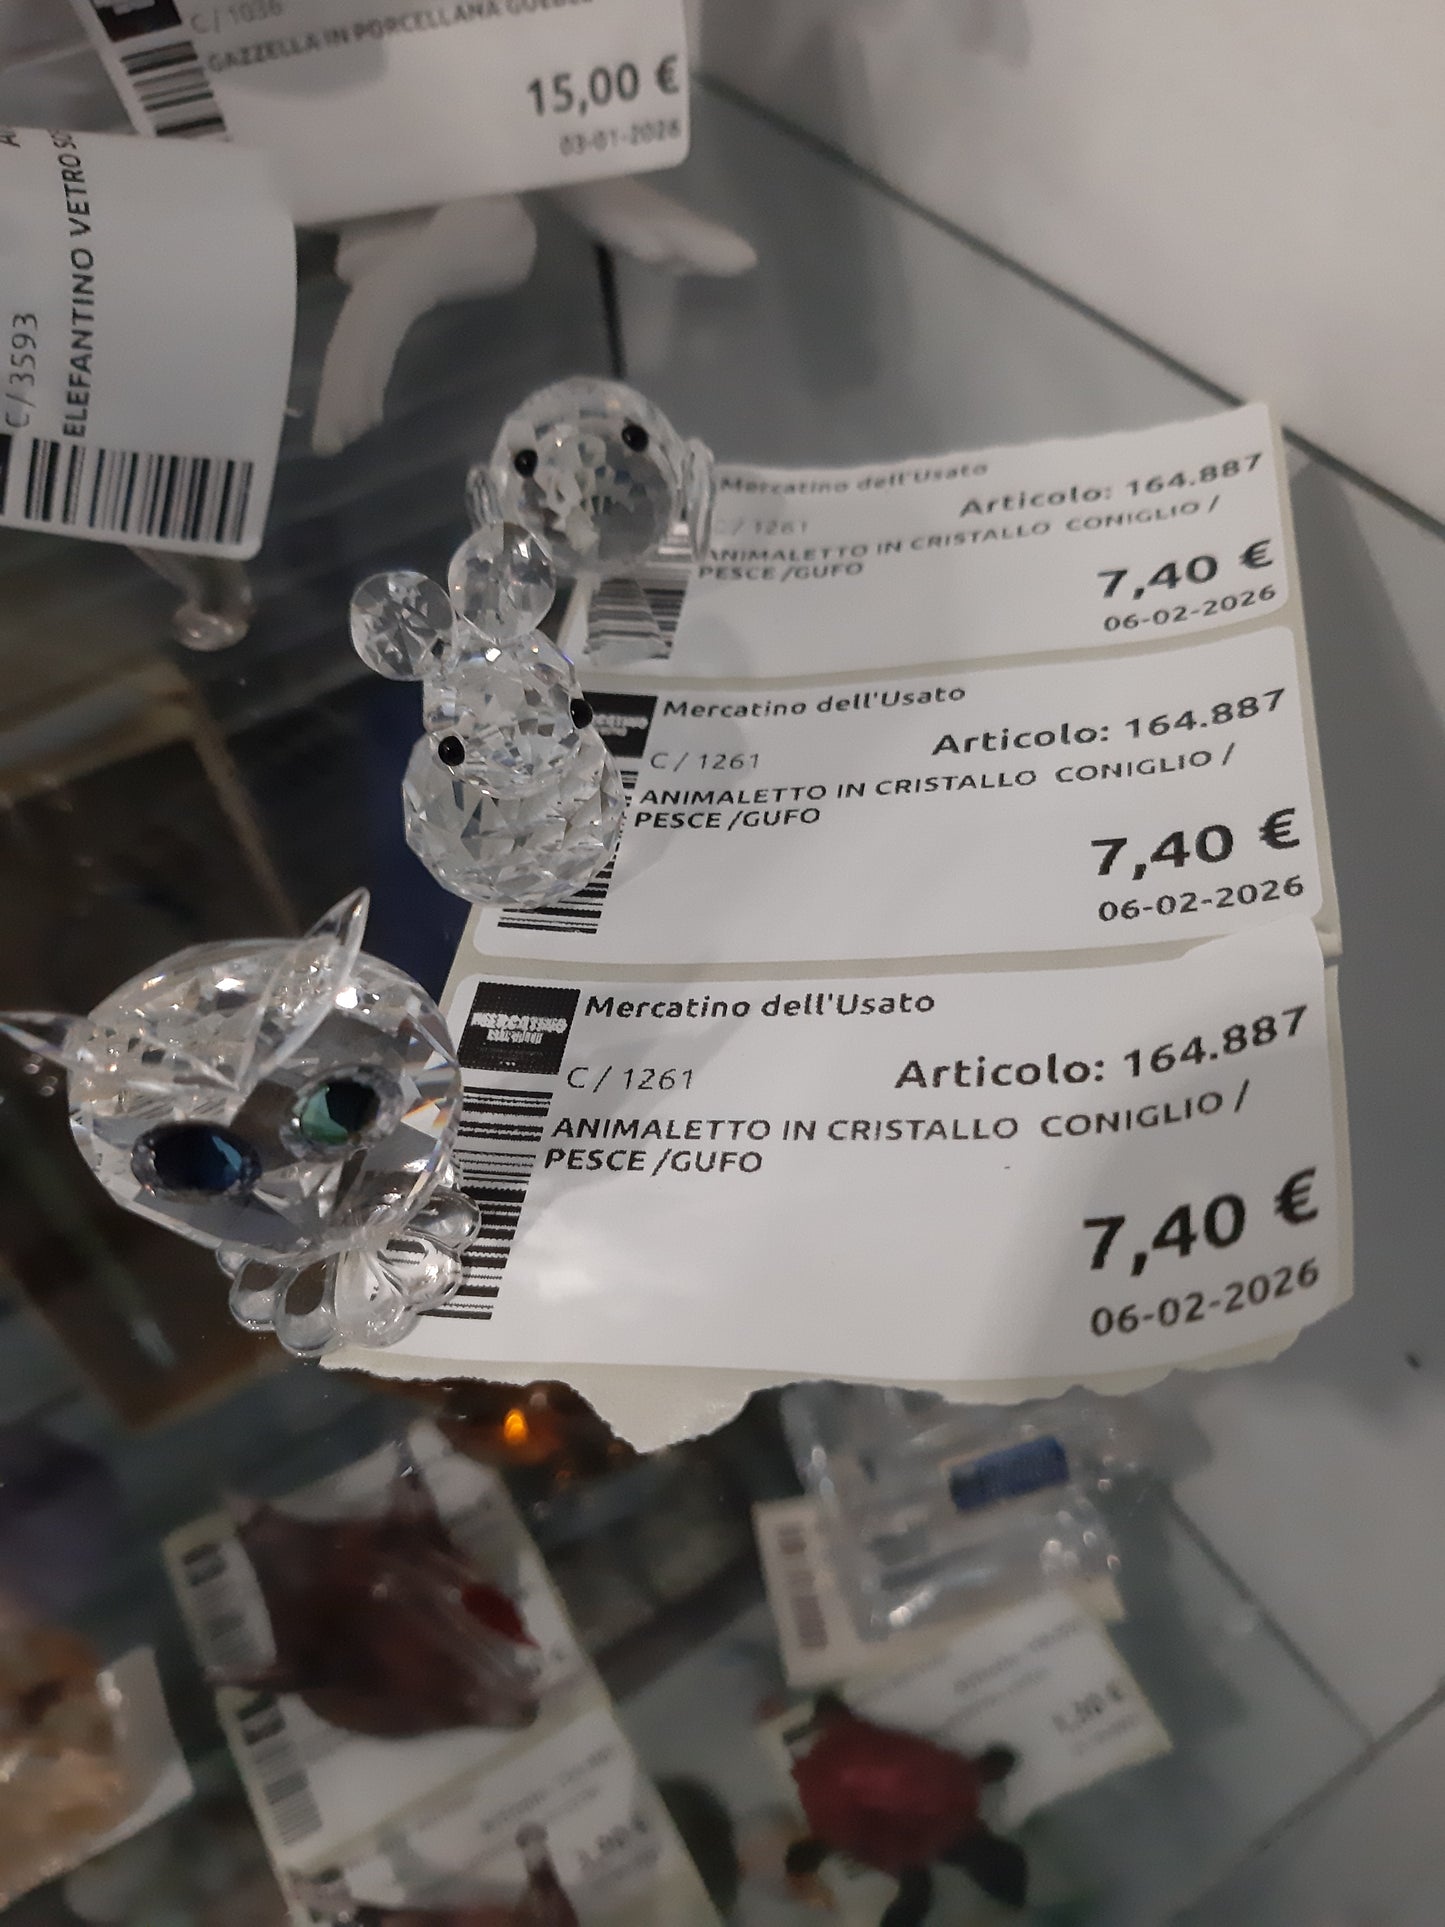 C/1036
GAZZELLA IN PORCELLANA
15,00 €
03-01-2026
C/3593
ELEFANTINO VETRO
Mercatino dell'Usato
Articolo: 164.887
C/1261
ANIMALETTO IN CRISTALLO CONIGLIO /
PESCE /GUFO
7,40 €
06-02-2026
Mercatino dell'Usato
Articolo: 164.887
C/1261
ANIMALETTO IN CRISTALLO CONIGLIO /
PESCE /GUFO
7,40 €
06-02-2026
MERCATINO
Mercatino dell'Usato
Articolo: 164.887
C/1261
ANIMALETTO IN CRISTALLO CONIGLIO /
PESCE /GUFO
7,40 €
06-02-2026